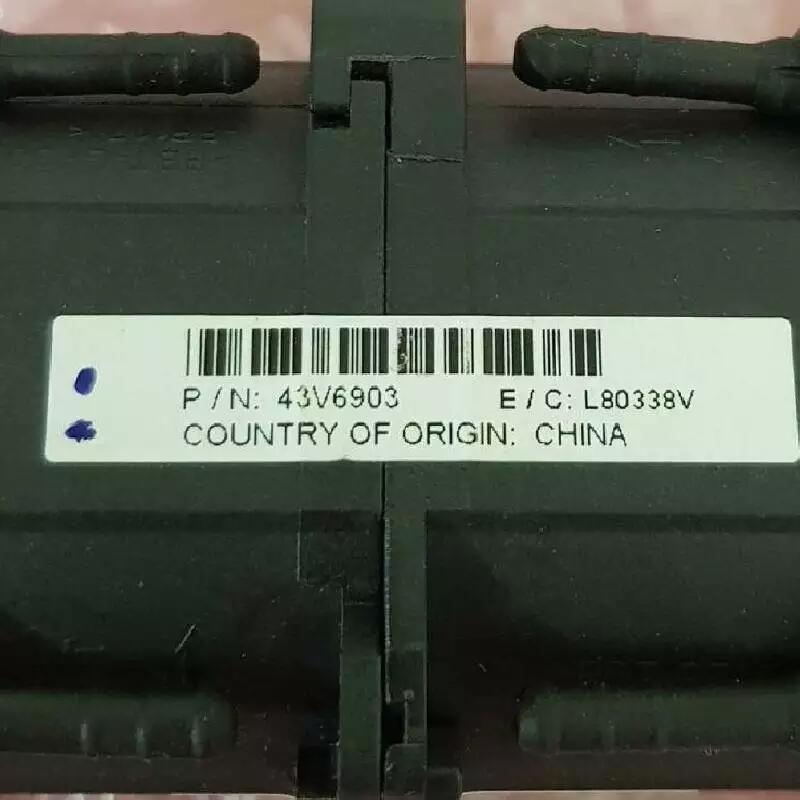 P/N: 43V6903 E/C: L80338V
COUNTRY OF ORIGIN: CHINA